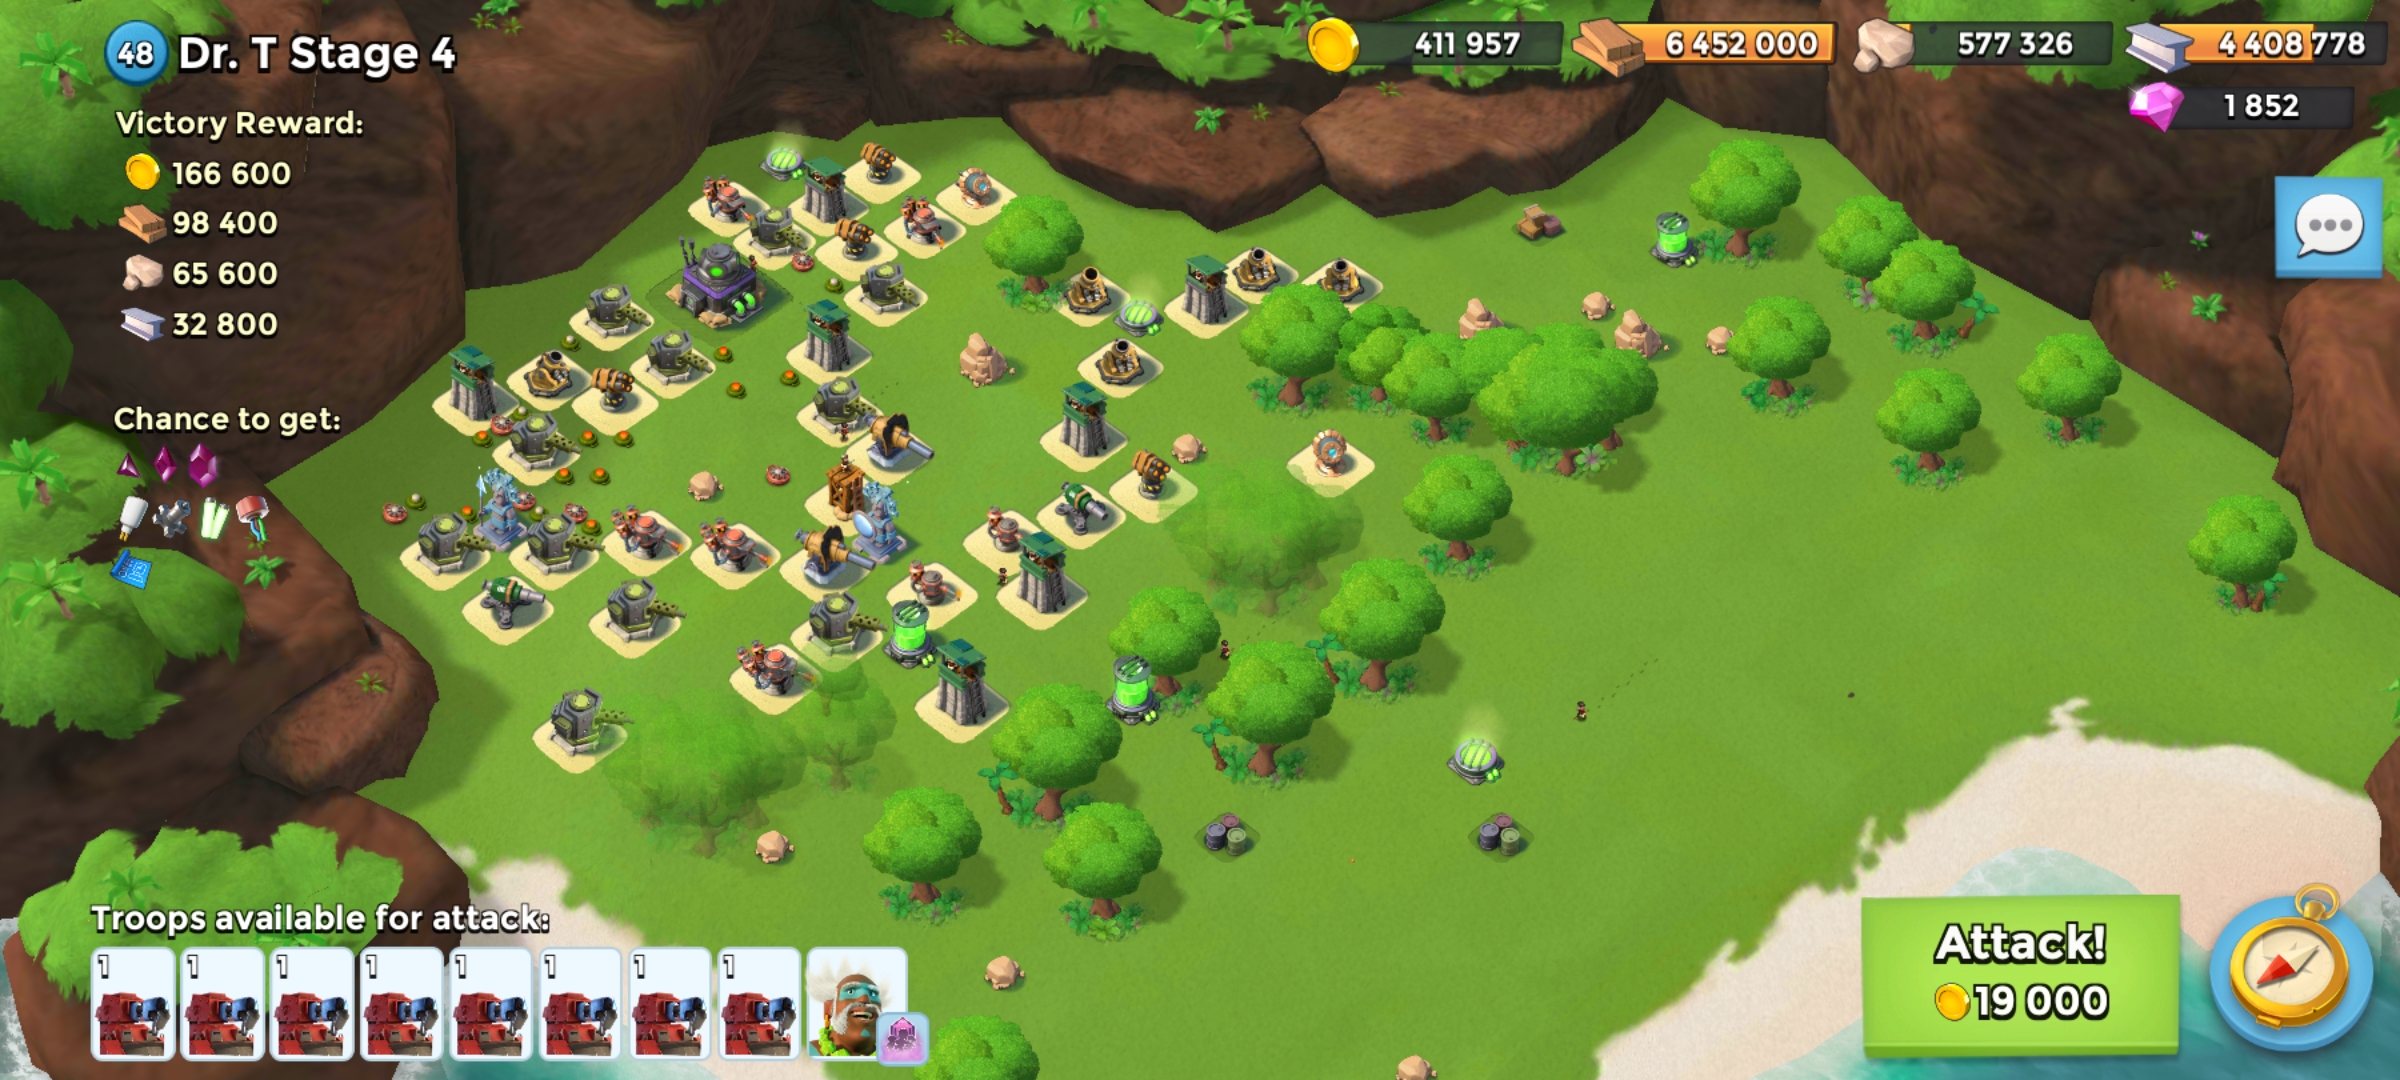 48 Dr. T Stage 4
411 957
6 452 000
577 326
4 408 778
1 852
Victory Reward:
166 600
98 400
65 600
32 800
Chance to get:
Troops available for attack:
1 1 1 1 1 1 1 1
Attack!
19 000